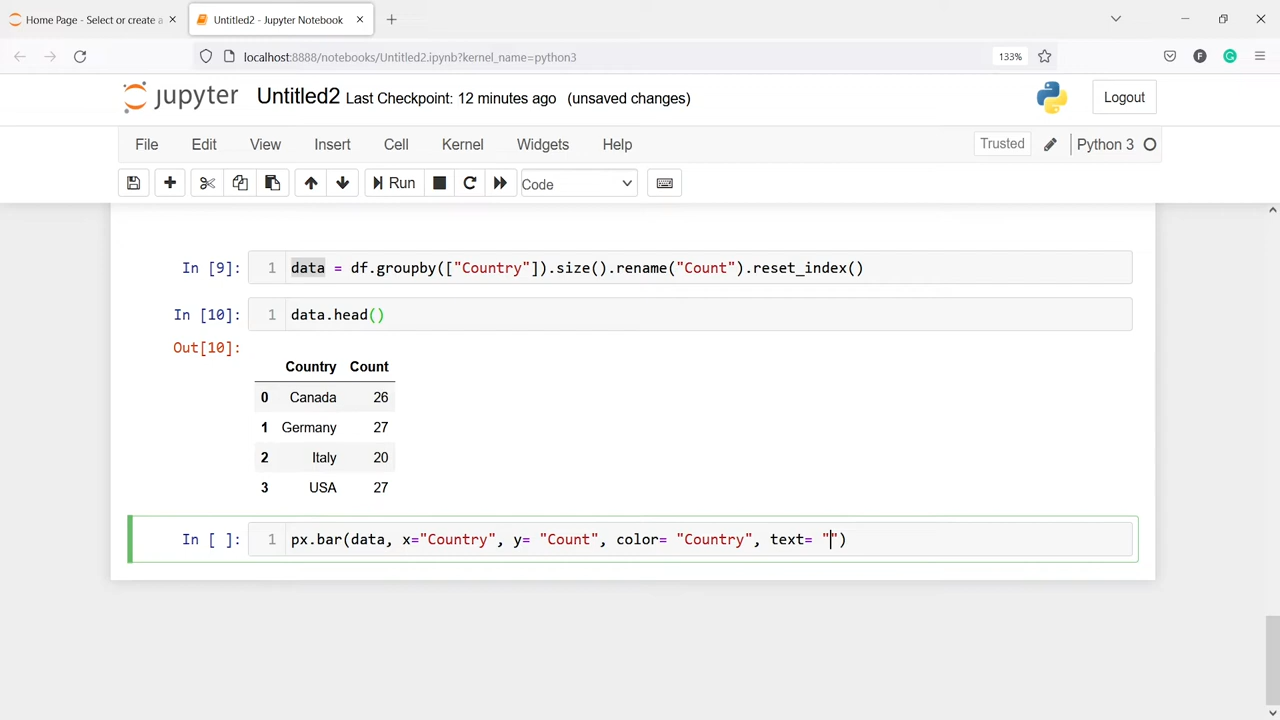 Home Page - Select or create a
Untitled2 - Jupyter Notebook
localhost:8888/notebooks/Untitled2.ipynb?kernel_name=python3
133%
F
G
jupyter Untitled2 Last Checkpoint: 12 minutes ago (unsaved changes)
Logout
File Edit View Insert Cell Kernel Widgets Help
Trusted
Python 3
Run
Code
In [9]: 1 data = df.groupby(["Country"]).size().rename("Count").reset_index()
In [10]: 1 data.head()
Out[10]:
Country Count
0 Canada 26
1 Germany 27
2 Italy 20
3 USA 27
In [ ]: 1 px.bar(data, x="Country", y= "Count", color= "Country", text= "")